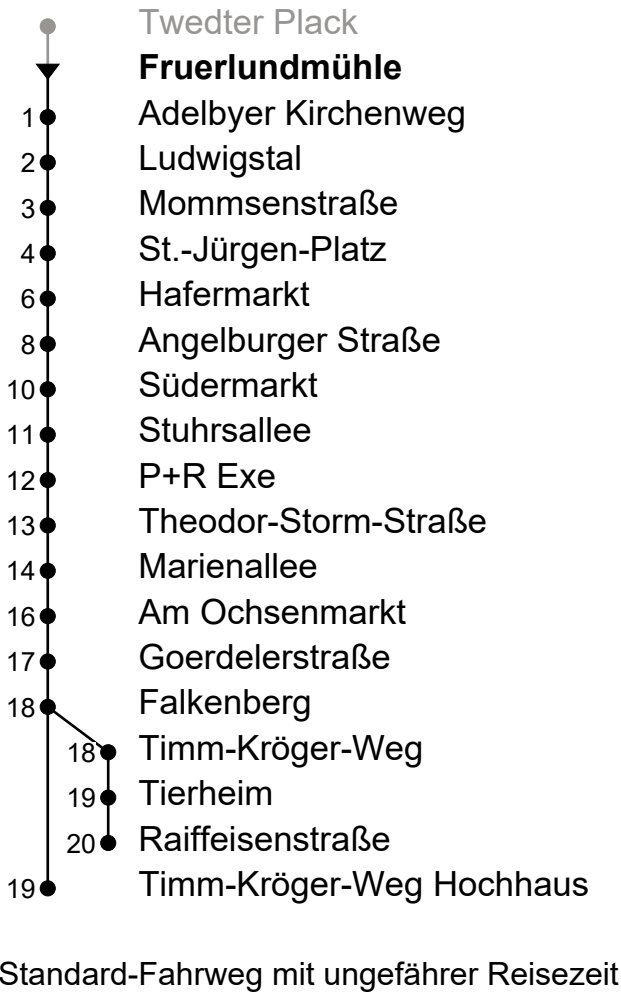 Twedter Plack
Fruerlundmühle
1 Adelbyer Kirchenweg
2 Ludwigstal
3 Mommsenstraße
4 St.-Jürgen-Platz
6 Hafermarkt
8 Angelburger Straße
10 Südermarkt
11 Stuhrsallee
12 P+R Exe
13 Theodor-Storm-Straße
14 Marienallee
16 Am Ochsenmarkt
17 Goerdelerstraße
18 Falkenberg
18 Timm-Kröger-Weg
19 Tierheim
20 Raiffeisenstraße
19 Timm-Kröger-Weg Hochhaus
Standard-Fahrweg mit ungefährer Reisezeit